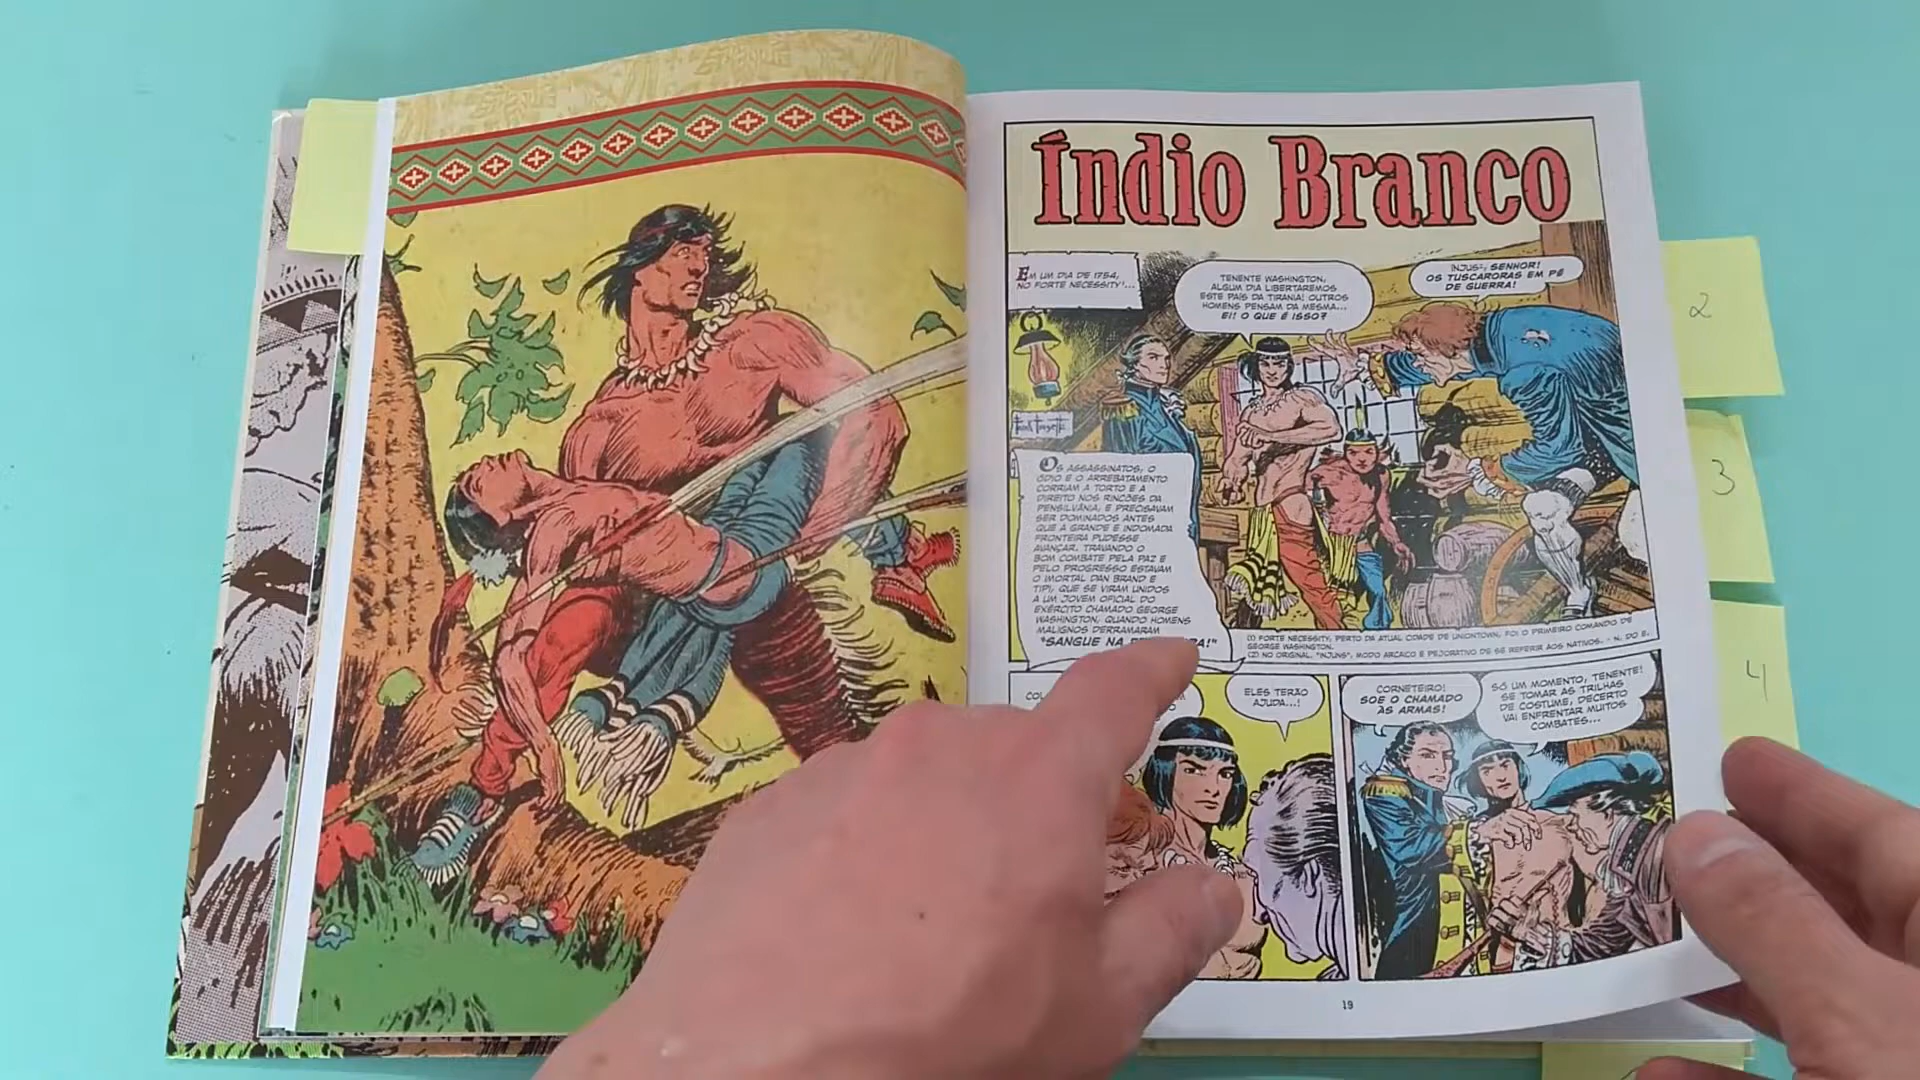 Índio Branco
EM UM DIA DE 1754,
NO FORTE NECESSITY¹...
TENENTE WASHINGTON,
ALGUM DIA LIBERTAREMOS
ESTE PAÍS DA TIRANIA! OUTROS
HOMENS PENSAM DA MESMA...
EI! O QUE É ISSO?
INJUS², SENHOR!
OS TUSCARORAS EM PÉ
DE GUERRA!
Frank Frazetta
OS ASSASSINATOS, O
ÓDIO E O ARREBATAMENTO
CORRIAM A TORTO E A
DIREITO NOS RINCÕES DA
PENSILVÂNIA, E PRECISAVAM
SER DOMINADOS ANTES
QUE A GRANDE E INDOMADA
FRONTEIRA PUDESSE
AVANÇAR. TRAVANDO O
BOM COMBATE PELA PAZ E
PELO PROGRESSO ESTAVAM
O IMORTAL DAN BRAND E
TIPI, QUE SE VIRAM UNIDOS
A UM JOVEM OFICIAL DO
EXÉRCITO CHAMADO GEORGE
WASHINGTON, QUANDO HOMENS
MALIGNOS DERRAMARAM
"SANGUE NA
(1) FORTE NECESSITY, PERTO DA ATUAL CIDADE DE UNIONTOWN, FOI O PRIMEIRO COMANDO DE
GEORGE WASHINGTON.
(2) NO ORIGINAL, "INJUNS", MODO ARCAICO E PEJORATIVO DE SE REFERIR AOS NATIVOS. - N. DO E.
ELES TERÃO
AJUDA...!
CORNETEIRO!
SOE O CHAMADO
ÀS ARMAS!
SÓ UM MOMENTO, TENENTE!
SE TOMAR AS TRILHAS
DE COSTUME, DECERTO
VAI ENFRENTAR MUITOS
COMBATES...
19
2
3
4